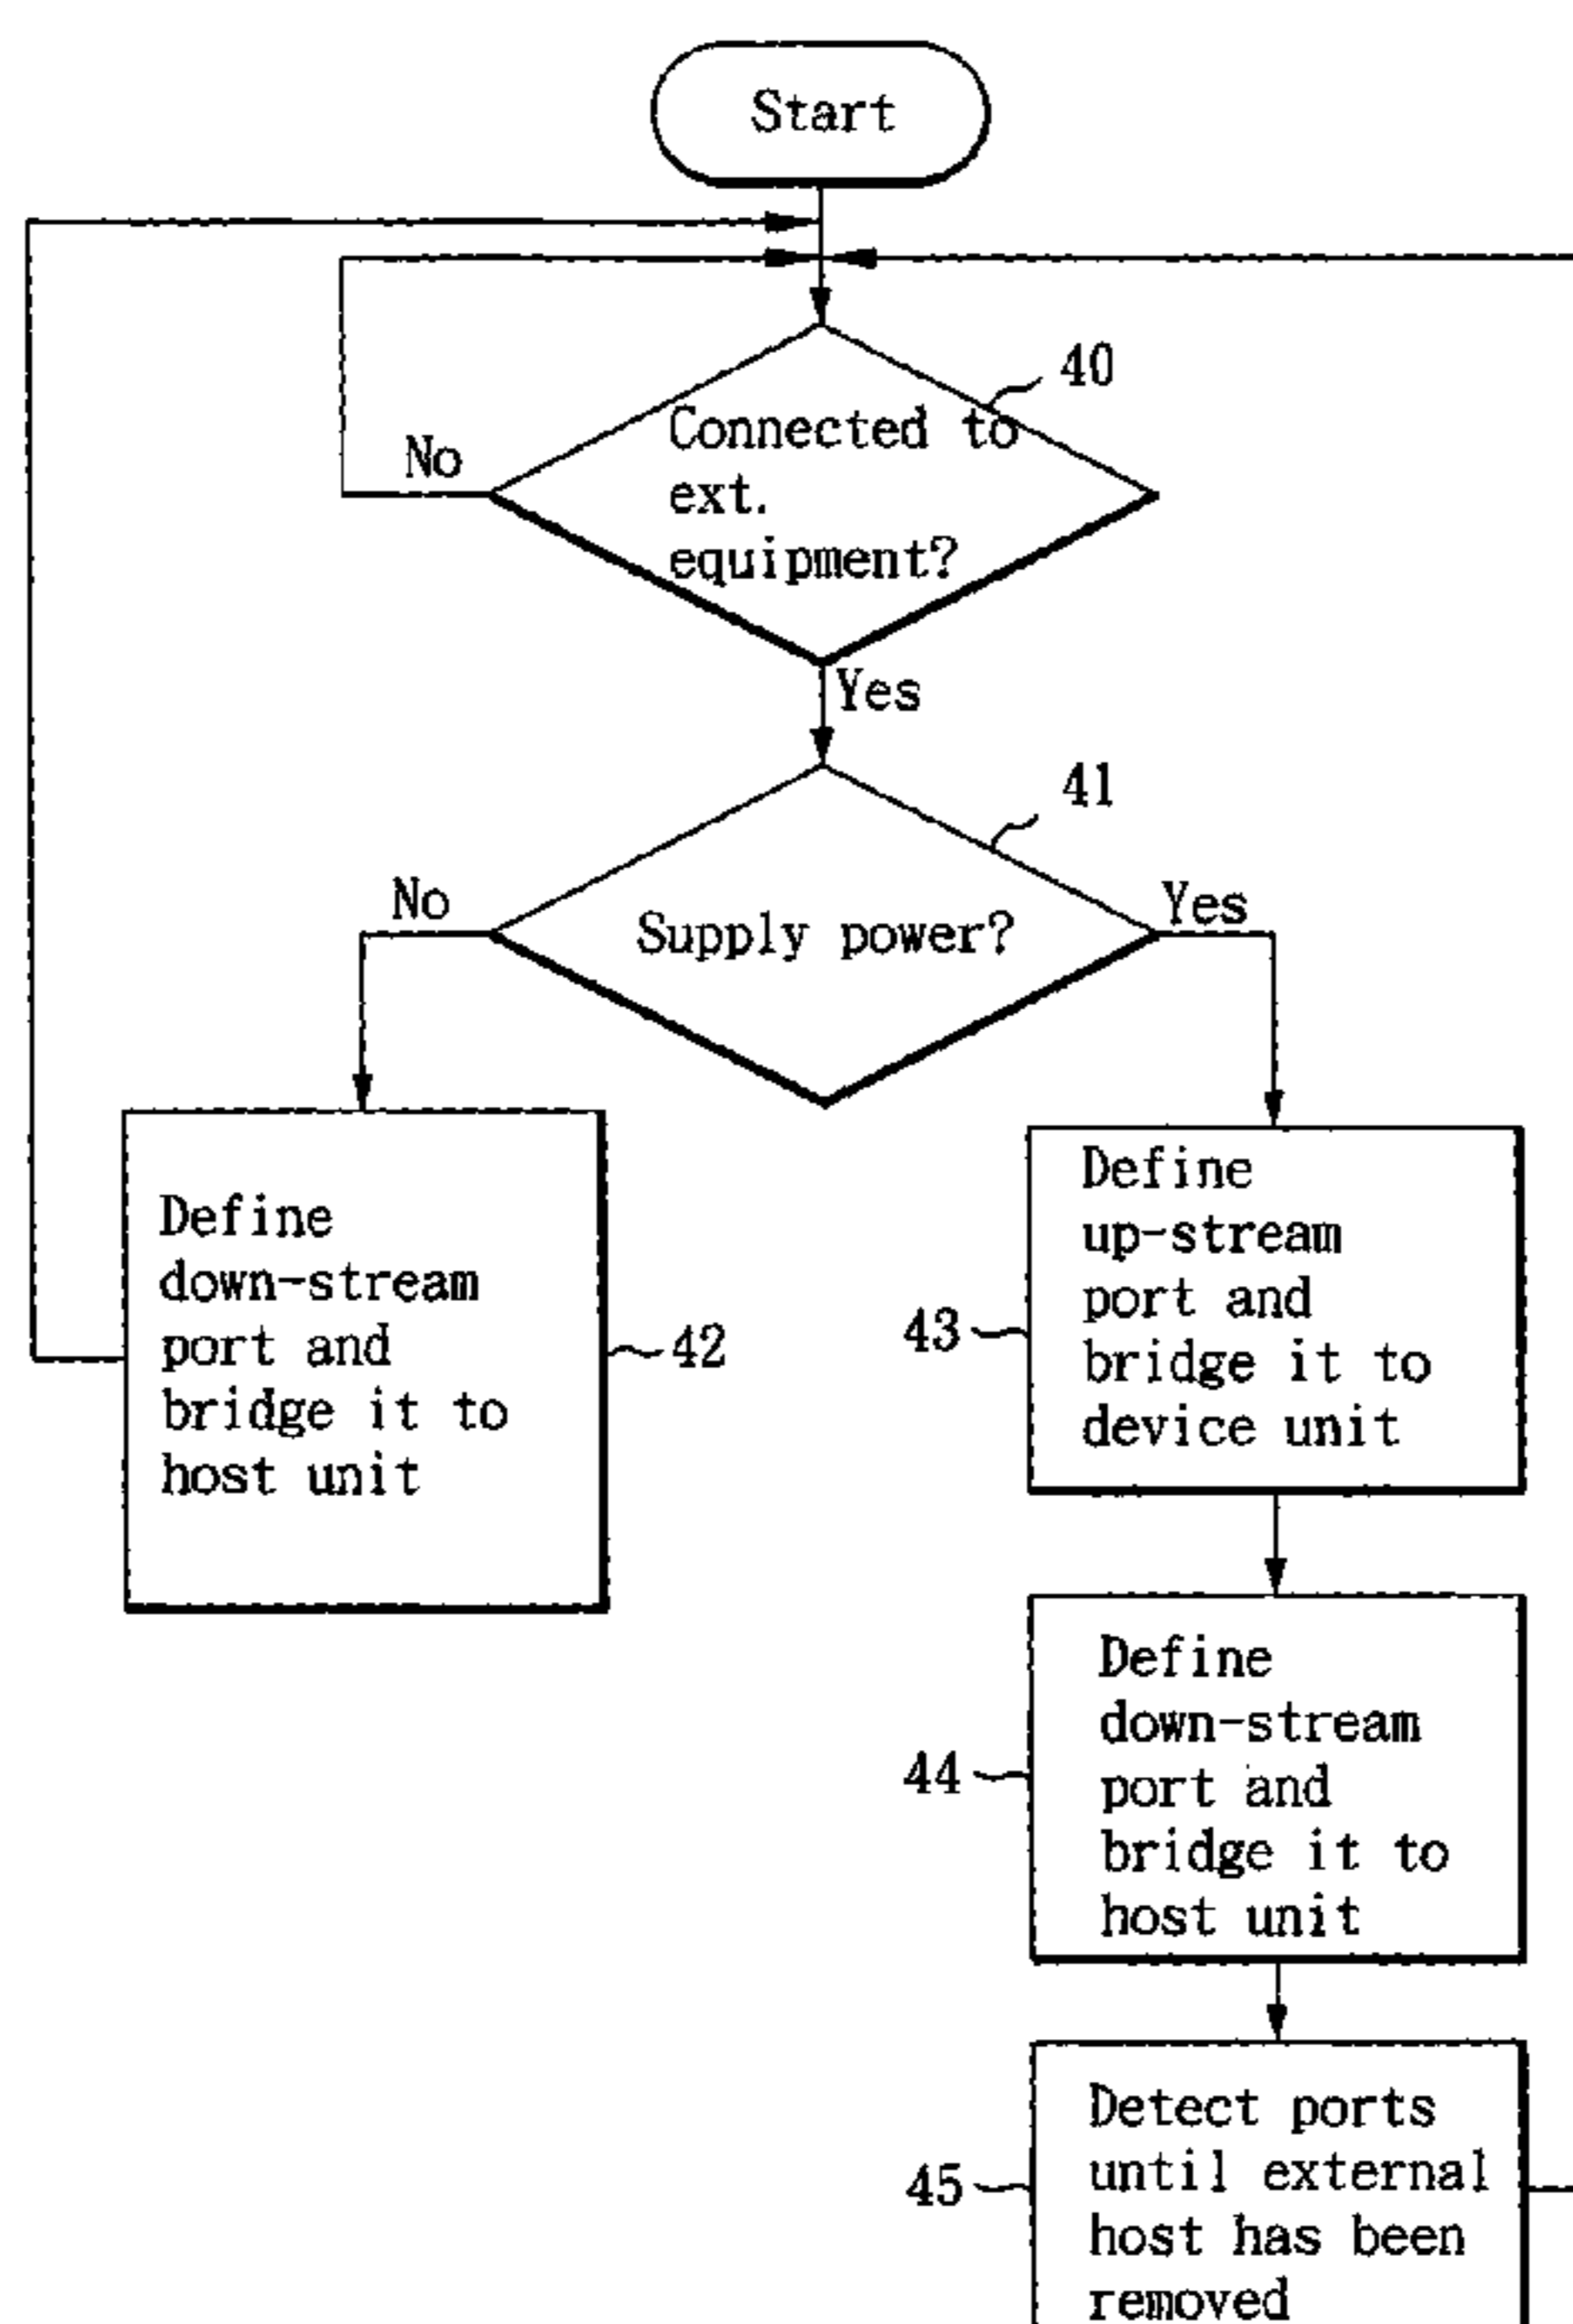 Start
40
Connected to
ext.
equipment?
No
Yes
41
Supply power?
No
Yes
Define
down-stream
port and
bridge it to
host unit
42
Define
up-stream
port and
bridge it to
device unit
43
Define
down-stream
port and
bridge it to
host unit
44
Detect ports
until external
host has been
removed
45